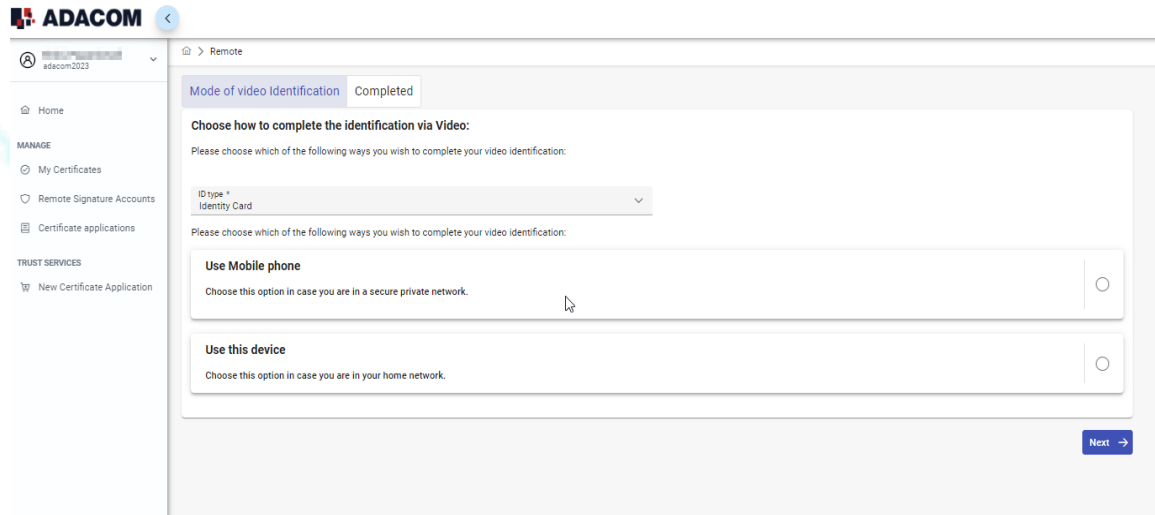 ADACOM
adacom2023
Home
MANAGE
My Certificates
Remote Signature Accounts
Certificate applications
TRUST SERVICES
New Certificate Application
Remote
Mode of video Identification
Completed
Choose how to complete the identification via Video:
Please choose which of the following ways you wish to complete your video identification:
ID type *
Identity Card
Please choose which of the following ways you wish to complete your video identification:
Use Mobile phone
Choose this option in case you are in a secure private network.
Use this device
Choose this option in case you are in your home network.
Next